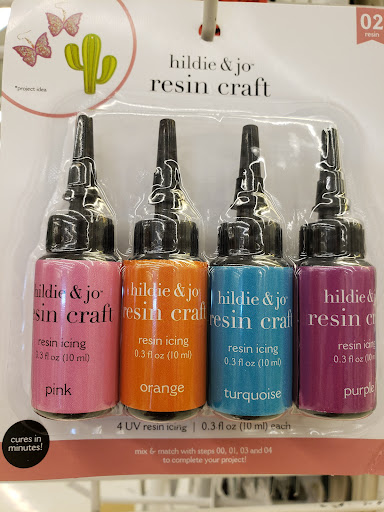 02
resin
hildie & jo™
resin craft
*project idea
hildie & jo™
resin craft
resin icing
0.3 fl oz (10 ml)
pink
hildie & jo™
resin craft
resin icing
0.3 fl oz (10 ml)
orange
hildie & jo™
resin craft
resin icing
0.3 fl oz (10 ml)
turquoise
hildie & jo
resin craft
resin icing
0.3 fl oz (10 ml)
purple
4 UV resin icing | 0.3 fl oz (10 ml) each
cures in
minutes!
mix & match with steps 00, 01, 03 and 04
to complete your project!